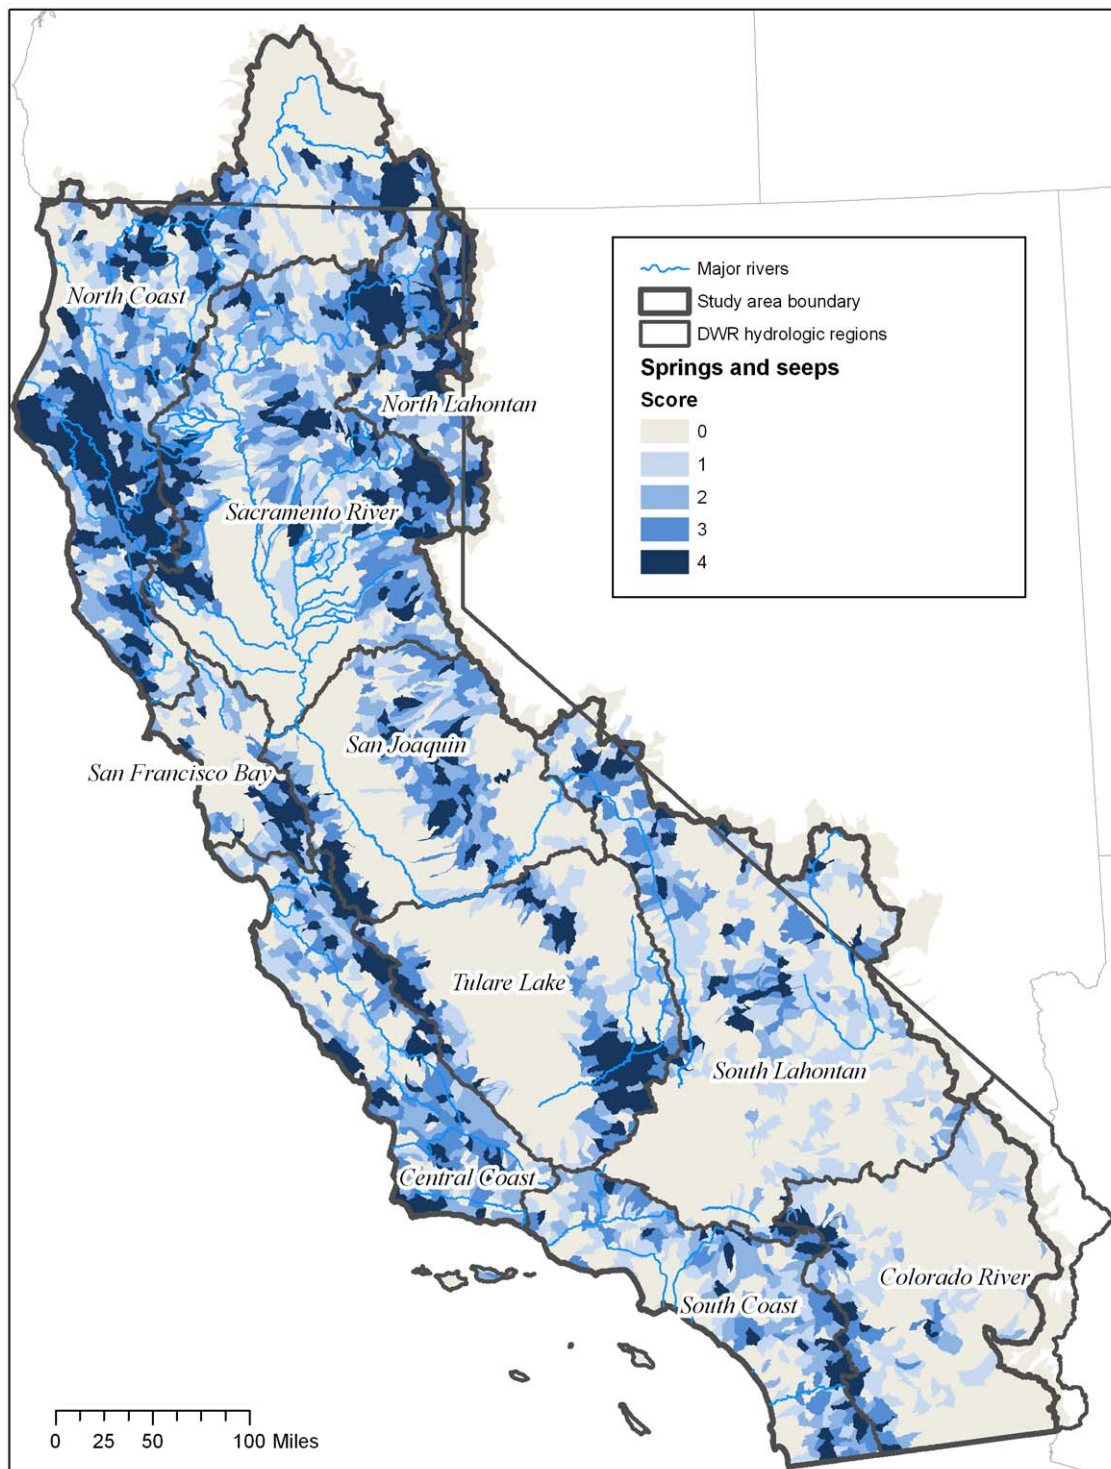 Major rivers
Study area boundary
DWR hydrologic regions
Springs and seeps
Score
0
1
2
3
4
North Coast
North Lahontan
Sacramento River
San Joaquin
San Francisco Bay
Tulare Lake
South Lahontan
Central Coast
Colorado River
South Coast
0 25 50 100 Miles